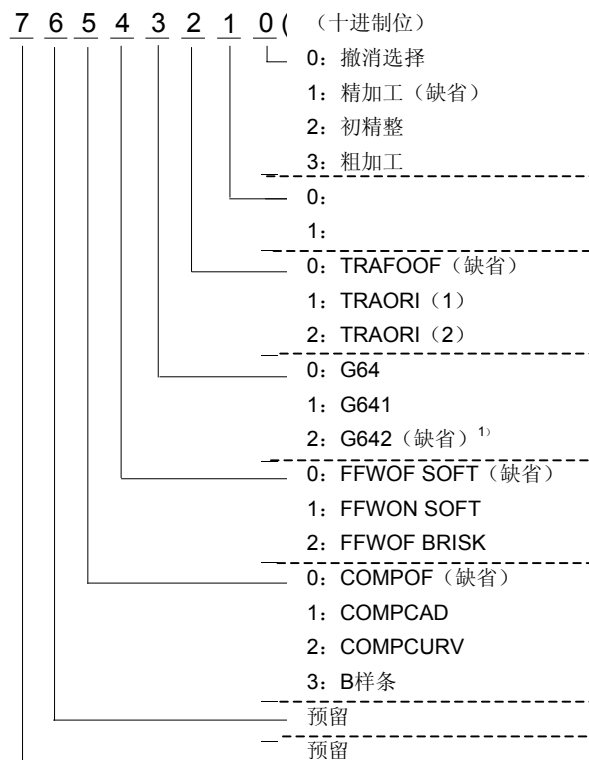 7 6 5 4 3 2 1 0( （十进制位）
0：撤消选择
1：精加工（缺省）
2：初精整
3：粗加工
0：
1：
0：TRAFOOF（缺省）
1：TRAORI（1）
2：TRAORI（2）
0：G64
1：G641
2：G642（缺省）1）
0：FFWOF SOFT（缺省）
1：FFWON SOFT
2：FFWOF BRISK
0：COMPOF（缺省）
1：COMPCAD
2：COMPCURV
3：B样条
预留
预留